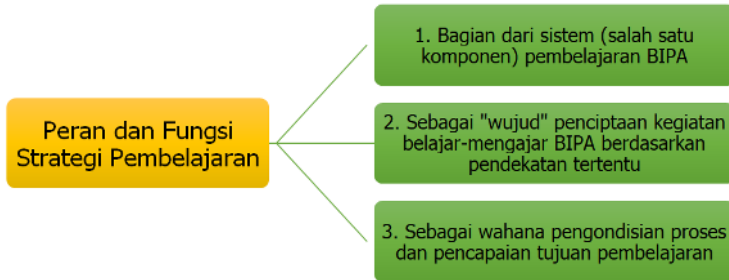 Peran dan Fungsi
Strategi Pembelajaran
1. Bagian dari sistem (salah satu
komponen) pembelajaran BIPA
2. Sebagai "wujud" penciptaan kegiatan
belajar-mengajar BIPA berdasarkan
pendekatan tertentu
3. Sebagai wahana pengondisian proses
dan pencapaian tujuan pembelajaran